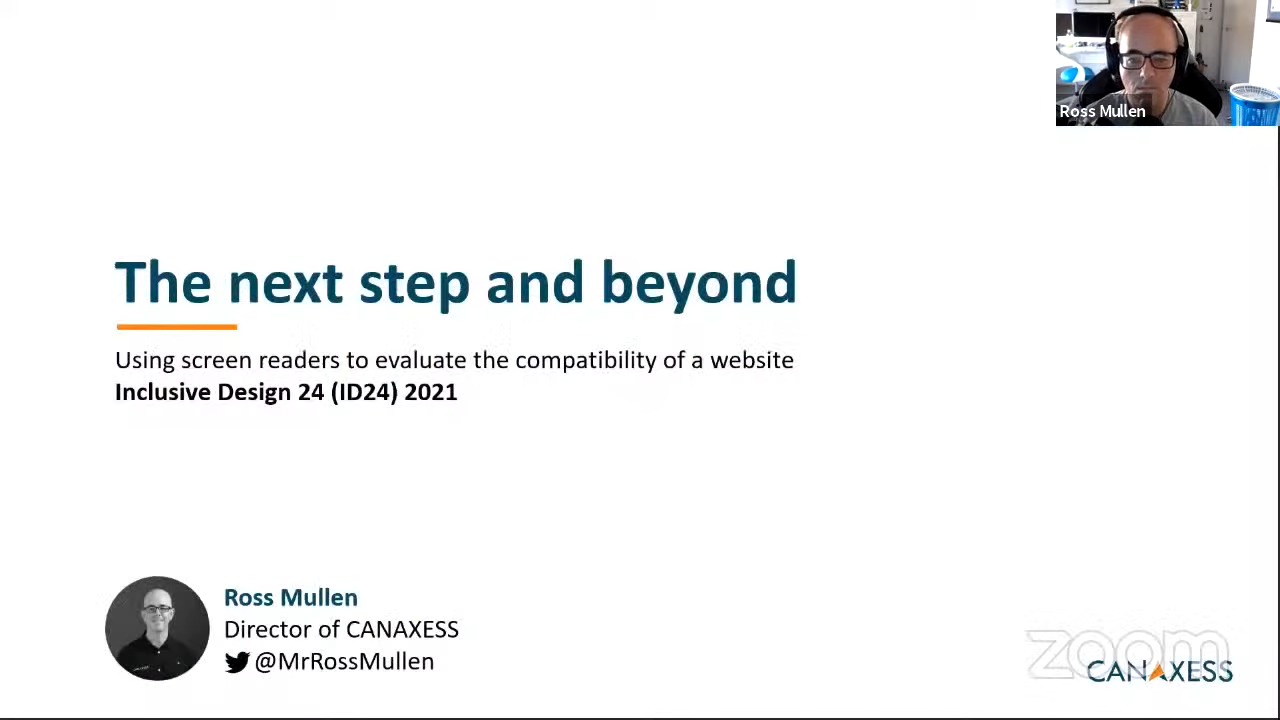 Ross Mullen
The next step and beyond
Using screen readers to evaluate the compatibility of a website
Inclusive Design 24 (ID24) 2021
Ross Mullen
Director of CANAXESS
@MrRossMullen
zoom
CANAXESS